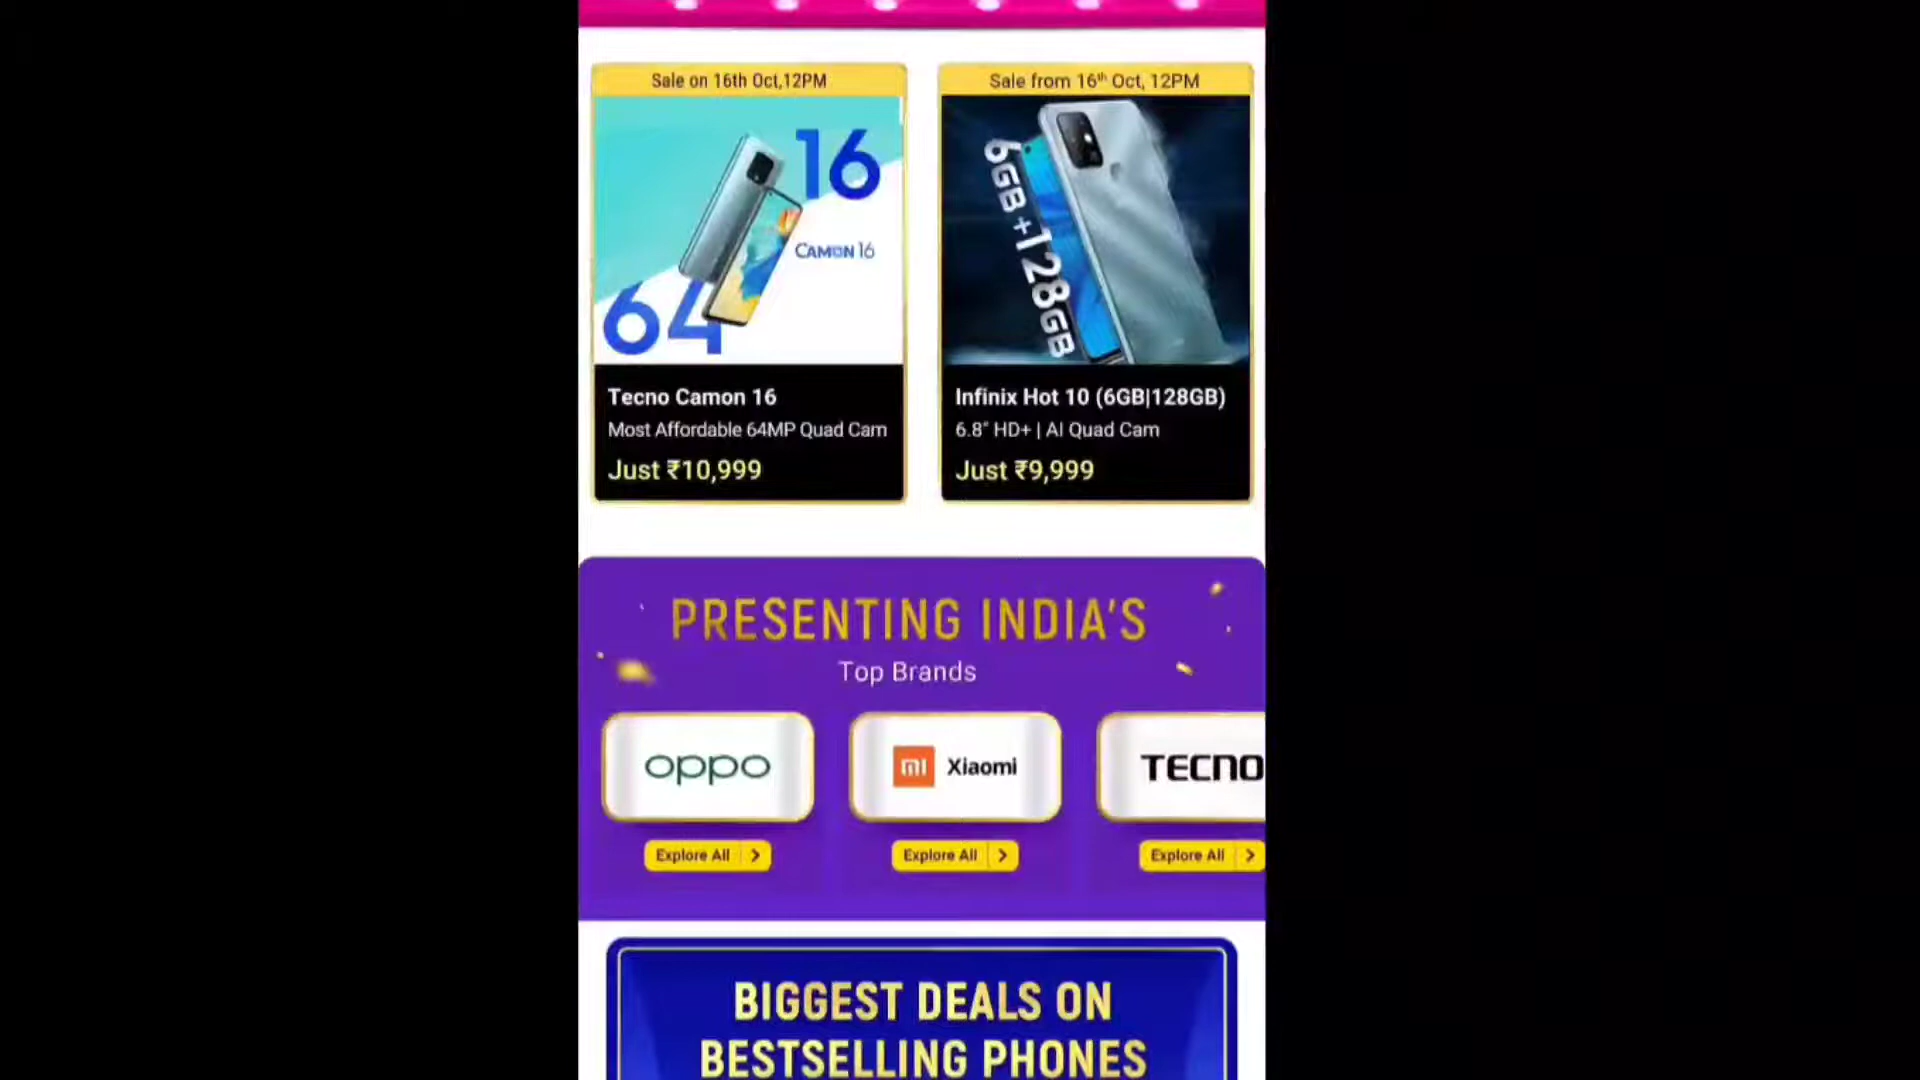 Sale on 16th Oct,12PM
16
CAMON 16
64
Tecno Camon 16
Most Affordable 64MP Quad Cam
Just ₹10,999
Sale from 16th Oct, 12PM
6GB+128GB
Infinix Hot 10 (6GB|128GB)
6.8" HD+ | AI Quad Cam
Just ₹9,999
PRESENTING INDIA'S
Top Brands
oppo
mi Xiaomi
TECNO
Explore All
Explore All
Explore All
BIGGEST DEALS ON
BESTSELLING PHONES